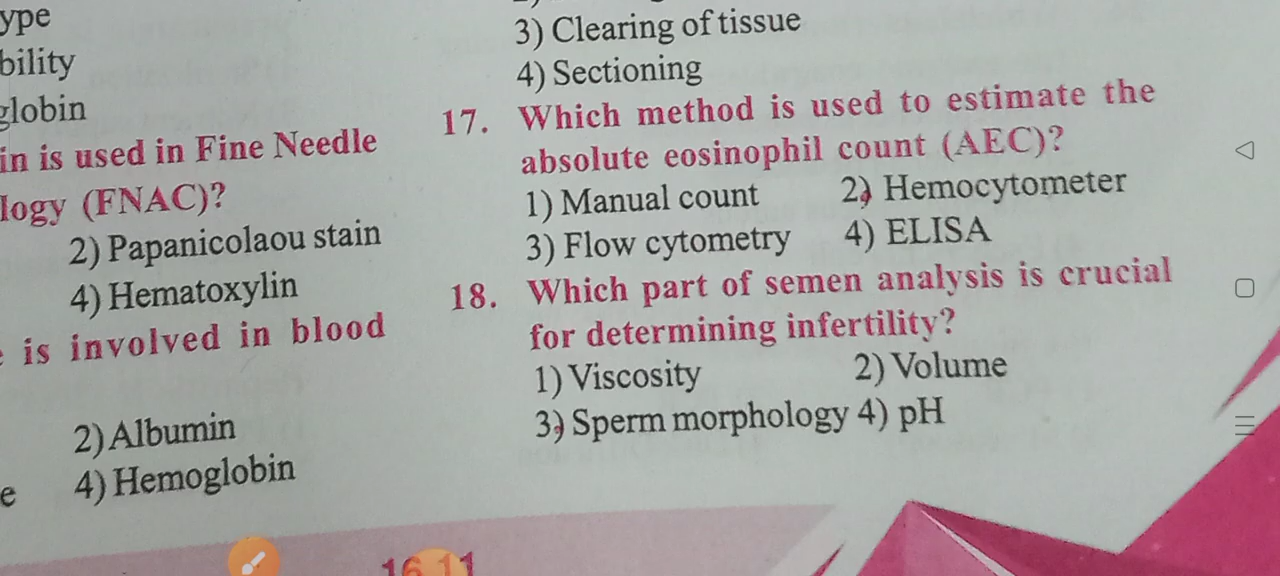 ype
bility
globin
in is used in Fine Needle
logy (FNAC)?
2) Papanicolaou stain
4) Hematoxylin
is involved in blood
2) Albumin
e 4) Hemoglobin
3) Clearing of tissue
4) Sectioning
17. Which method is used to estimate the
absolute eosinophil count (AEC)?
1) Manual count 2) Hemocytometer
3) Flow cytometry 4) ELISA
18. Which part of semen analysis is crucial
for determining infertility?
1) Viscosity 2) Volume
3) Sperm morphology 4) pH